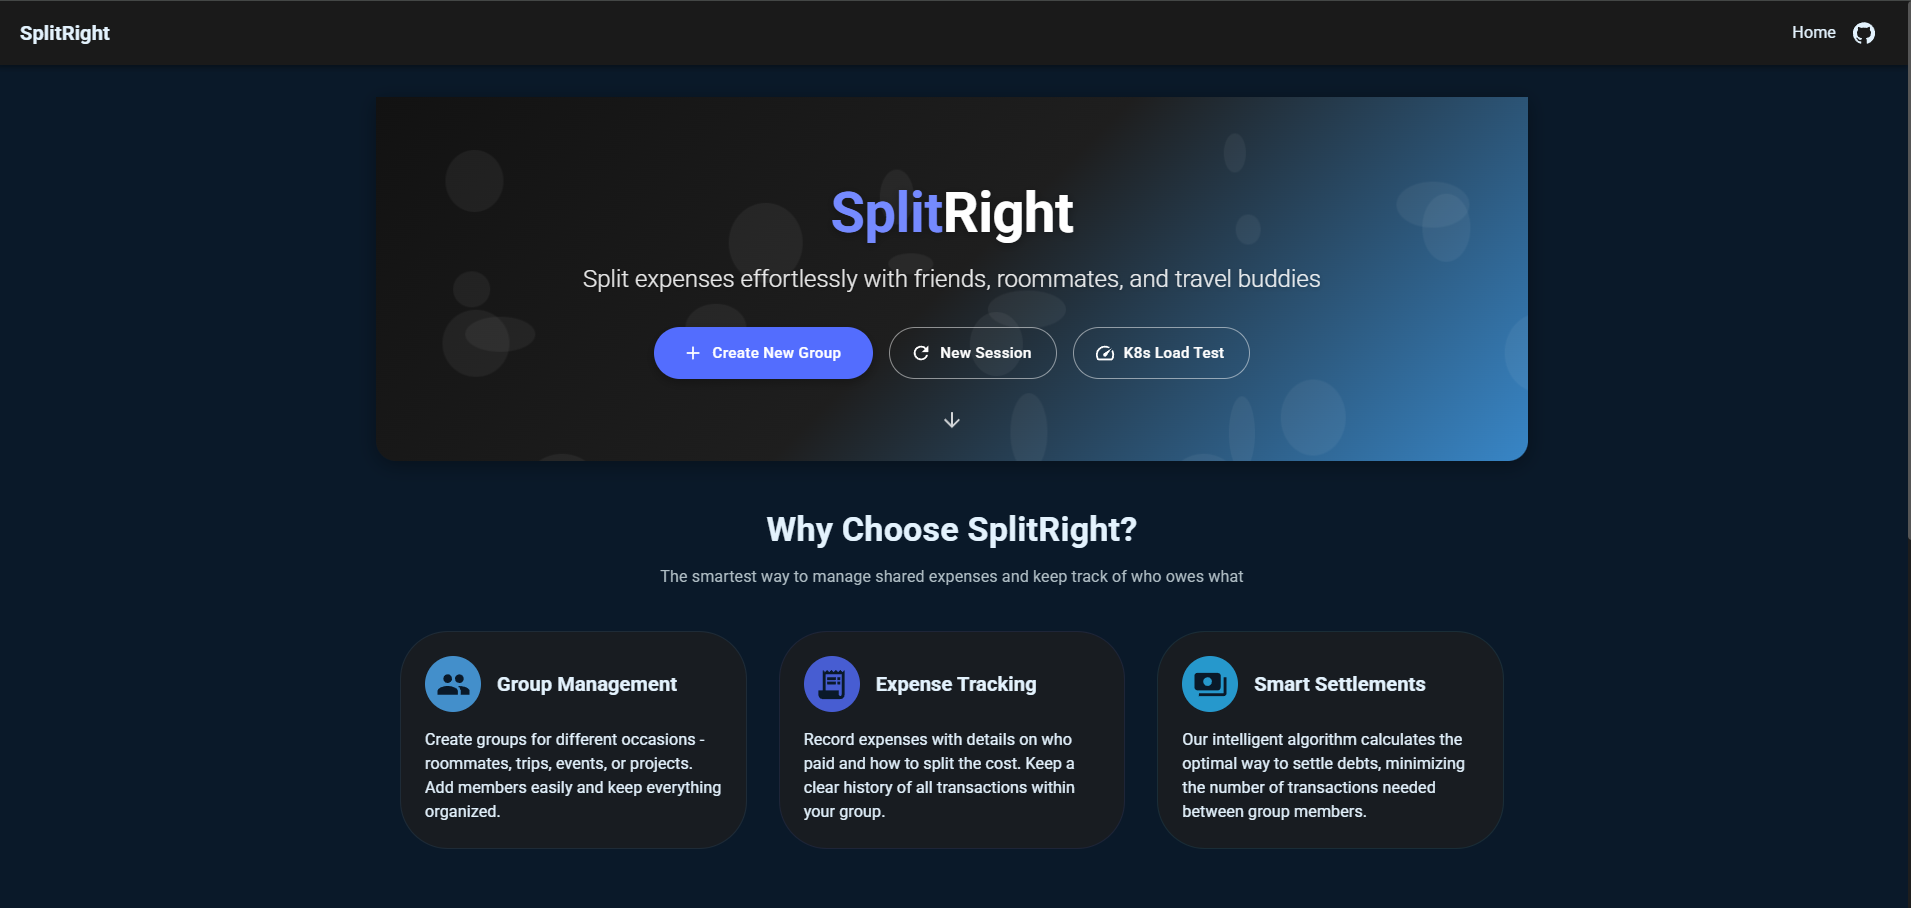 SplitRight
Home
SplitRight
Split expenses effortlessly with friends, roommates, and travel buddies
Create New Group
New Session
K8s Load Test
Why Choose SplitRight?
The smartest way to manage shared expenses and keep track of who owes what
Group Management
Create groups for different occasions -
roommates, trips, events, or projects.
Add members easily and keep everything
organized.
Expense Tracking
Record expenses with details on who
paid and how to split the cost. Keep a
clear history of all transactions within
your group.
Smart Settlements
Our intelligent algorithm calculates the
optimal way to settle debts, minimizing
the number of transactions needed
between group members.